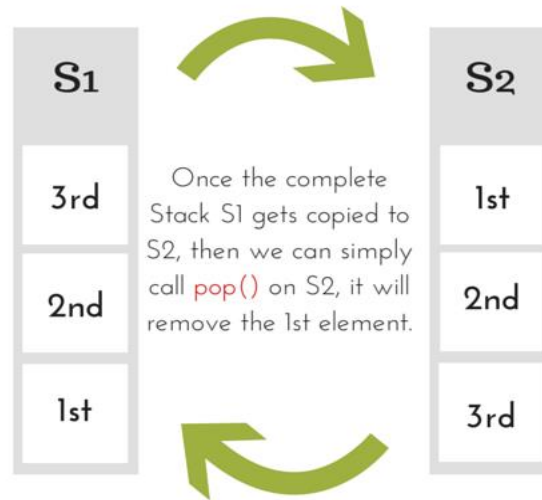 S1
3rd
2nd
1st
Once the complete
Stack S1 gets copied to
S2, then we can simply
call pop() on S2, it will
remove the 1st element.
S2
1st
2nd
3rd